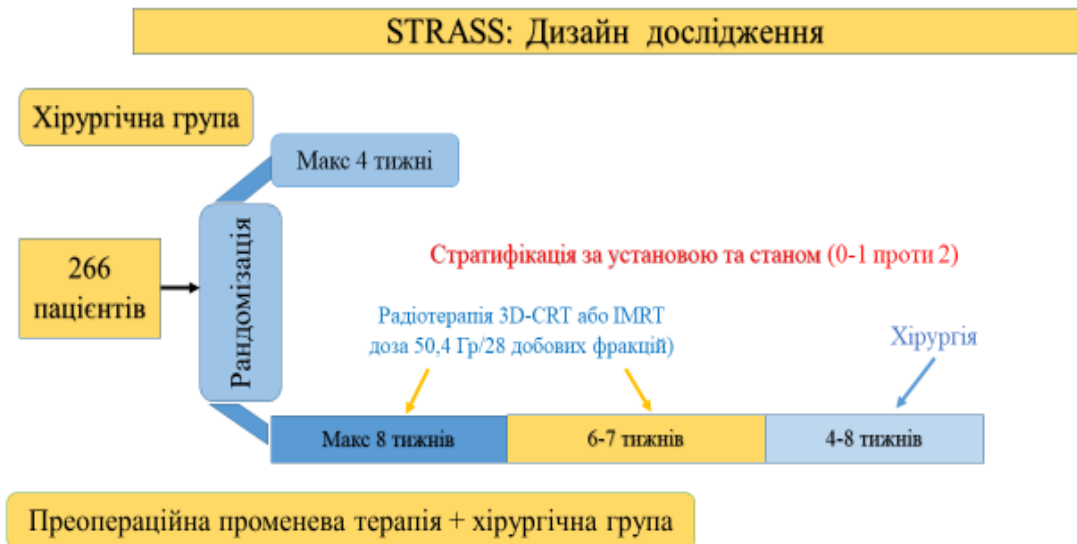 STRASS: Дизайн дослідження
Хірургічна група
Макс 4 тижні
Рандомізація
266
пацієнтів
Стратифікація за установою та станом (0-1 проти 2)
Радіотерапія 3D-CRT або IMRT
доза 50,4 Гр/28 добових фракцій)
Хірургія
Макс 8 тижнів
6-7 тижнів
4-8 тижнів
Преопераційна променева терапія + хірургічна група